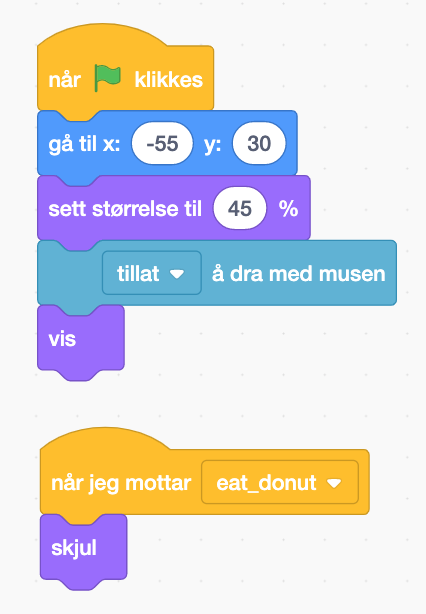 når klikkes
gå til x: -55 y: 30
sett størrelse til 45 %
tillat å dra med musen
vis
når jeg mottar eat_donut
skjul